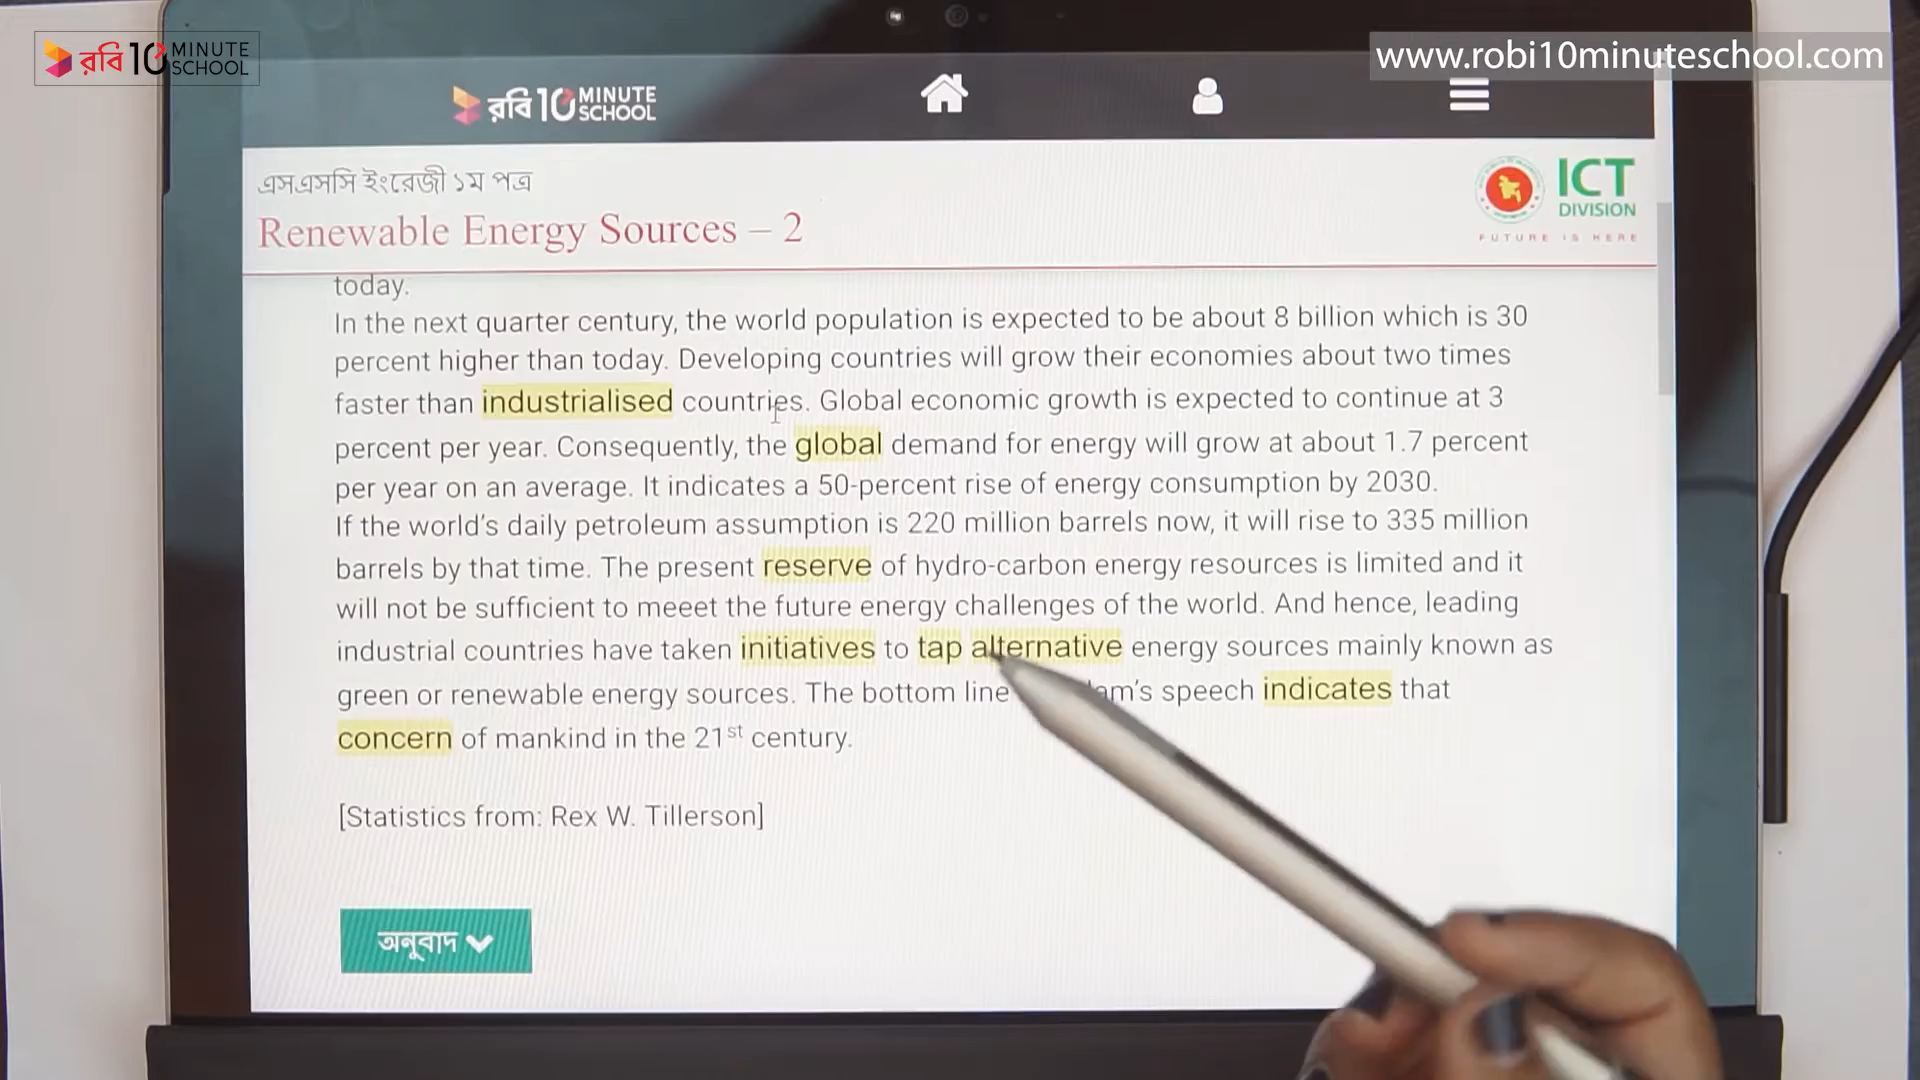 রবি 10 MINUTE SCHOOL
www.robi10minuteschool.com
রবি 10 MINUTE SCHOOL
এসএসসি ইংরেজী ১ম পত্র
Renewable Energy Sources – 2
ICT
DIVISION
FUTURE IS HERE
today.
In the next quarter century, the world population is expected to be about 8 billion which is 30
percent higher than today. Developing countries will grow their economies about two times
faster than industrialised countries. Global economic growth is expected to continue at 3
percent per year. Consequently, the global demand for energy will grow at about 1.7 percent
per year on an average. It indicates a 50-percent rise of energy consumption by 2030.
If the world's daily petroleum assumption is 220 million barrels now, it will rise to 335 million
barrels by that time. The present reserve of hydro-carbon energy resources is limited and it
will not be sufficient to meeet the future energy challenges of the world. And hence, leading
industrial countries have taken initiatives to tap alternative energy sources mainly known as
green or renewable energy sources. The bottom line speech indicates that
concern of mankind in the 21st century.
[Statistics from: Rex W. Tillerson]
অনুবাদ